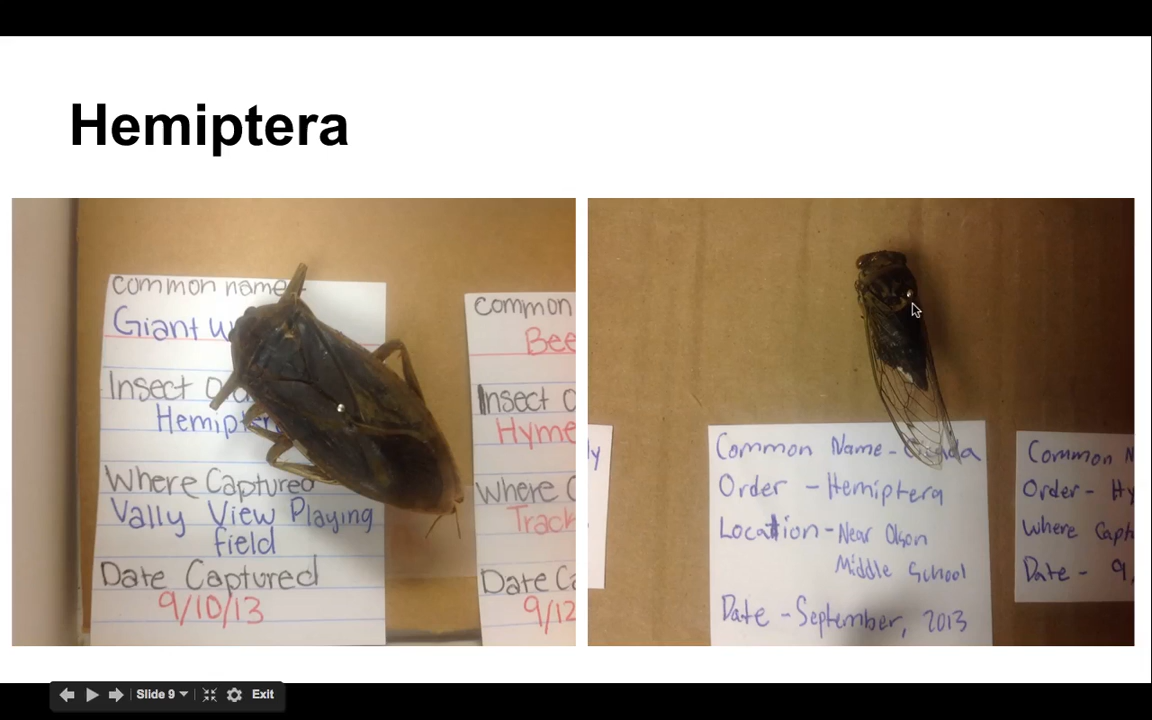 Hemiptera
Common name
Giant
Insect
Hemipter
Where Captured
Vally View Playing
field
Date Captured
9/10/13
Common
Bee
Insect
Hyme
Where
Track
Date
9/12
Common Name -
Order - Hemiptera
Location - Near Olson
Middle School
Date - September, 2013
Common N
Order - Hy
Where Capt
Date - 9
Slide 9
Exit